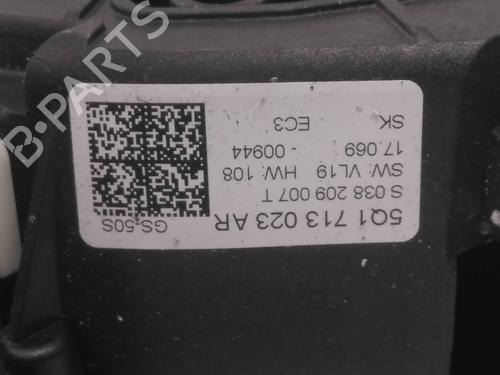 5Q1 713 023 AR
S 038 209 007 T
SW: VL19 HW: 108
17.069 - 00944
EC3
SK
GS-50S
B-PARTS